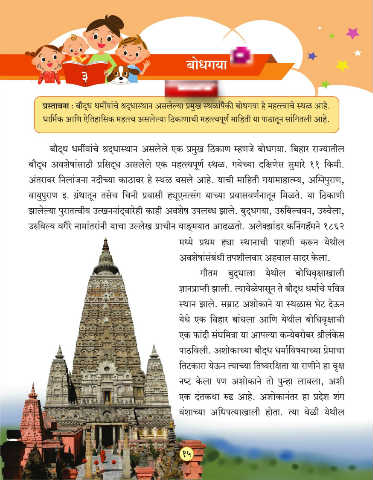 बोधगया
३
प्रस्तावना : बौद्ध धर्मीयांचे श्रद्धास्थान असलेल्या प्रमुख स्थळांपैकी बोधगया हे महत्त्वाचे स्थळ आहे.
धार्मिक आणि ऐतिहासिक महत्त्व असलेल्या ठिकाणाची महत्त्वपूर्ण माहिती या पाठातून सांगितली आहे.
बौद्ध धर्मीयांचे श्रद्धास्थान असलेले एक प्रमुख ठिकाण म्हणजे बोधगया. बिहार राज्यातील
बौद्ध अवशेषांसाठी प्रसिद्ध असलेले एक महत्त्वपूर्ण स्थळ. गयेच्या दक्षिणेस सुमारे ११ किमी.
अंतरावर निलांजना नदीच्या काठावर हे स्थळ वसले आहे. याची माहिती गयामाहात्म्य, अग्निपुराण,
वायुपुराण इ. ग्रंथातून तसेच चिनी प्रवासी ह्युएनत्संग याच्या प्रवासवर्णनातून मिळते. या ठिकाणी
झालेल्या पुरातत्त्वीय उत्खननांद्वारेही काही अवशेष उपलब्ध झाले. बुद्धगया, उरुबिल्ववन, उरुवेला,
उरुबिल्व वगैरे नामांतरांनी याचा उल्लेख प्राचीन वाङ्मयात आढळतो. अलेक्झांडर कनिंगहॅमने १८६२
मध्ये प्रथम ह्या स्थानाची पाहणी करून येथील
अवशेषांसंबंधी तपशीलवार अहवाल सादर केला.
गौतम बुद्धाला येथील बोधिवृक्षाखाली
ज्ञानप्राप्ती झाली. त्यावेळेपासून ते बौद्ध धर्माचे पवित्र
स्थान झाले. सम्राट अशोकाने या स्थळास भेट देऊन
येथे एक विहार बांधला आणि येथील बोधिवृक्षाची
एक फांदी संघमित्रा या आपल्या कन्येबरोबर श्रीलंकेस
पाठविली. अशोकाच्या बौद्ध धर्माविषयाच्या प्रेमाचा
तिटकारा येऊन त्याच्या तिष्यरक्षिता या राणीने हा वृक्ष
नष्ट केला पण अशोकाने तो पुन्हा लावला, अशी
एक दंतकथा रूढ आहे. अशोकानंतर हा प्रदेश शुंग
वंशाच्या अधिपत्याखाली होता. त्या वेळी येथील
१५